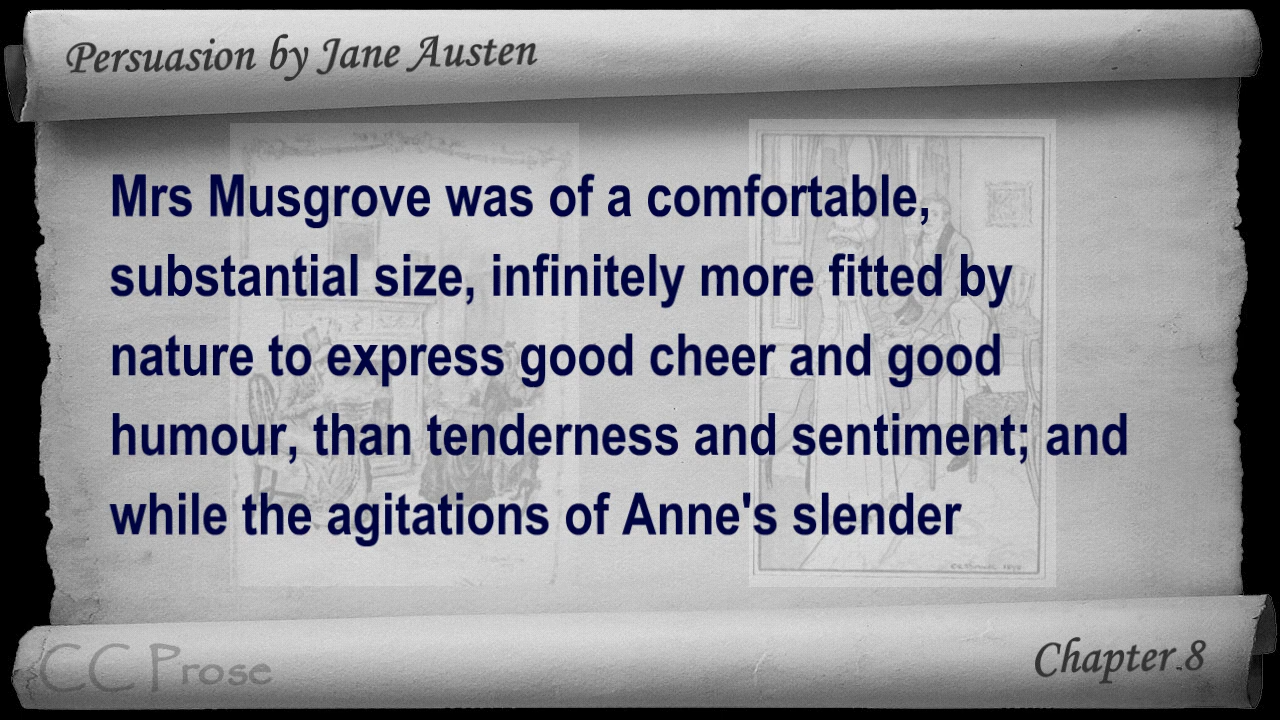 Persuasion by Jane Austen
Mrs Musgrove was of a comfortable,
substantial size, infinitely more fitted by
nature to express good cheer and good
humour, than tenderness and sentiment; and
while the agitations of Anne's slender
CC Prose
Chapter 8